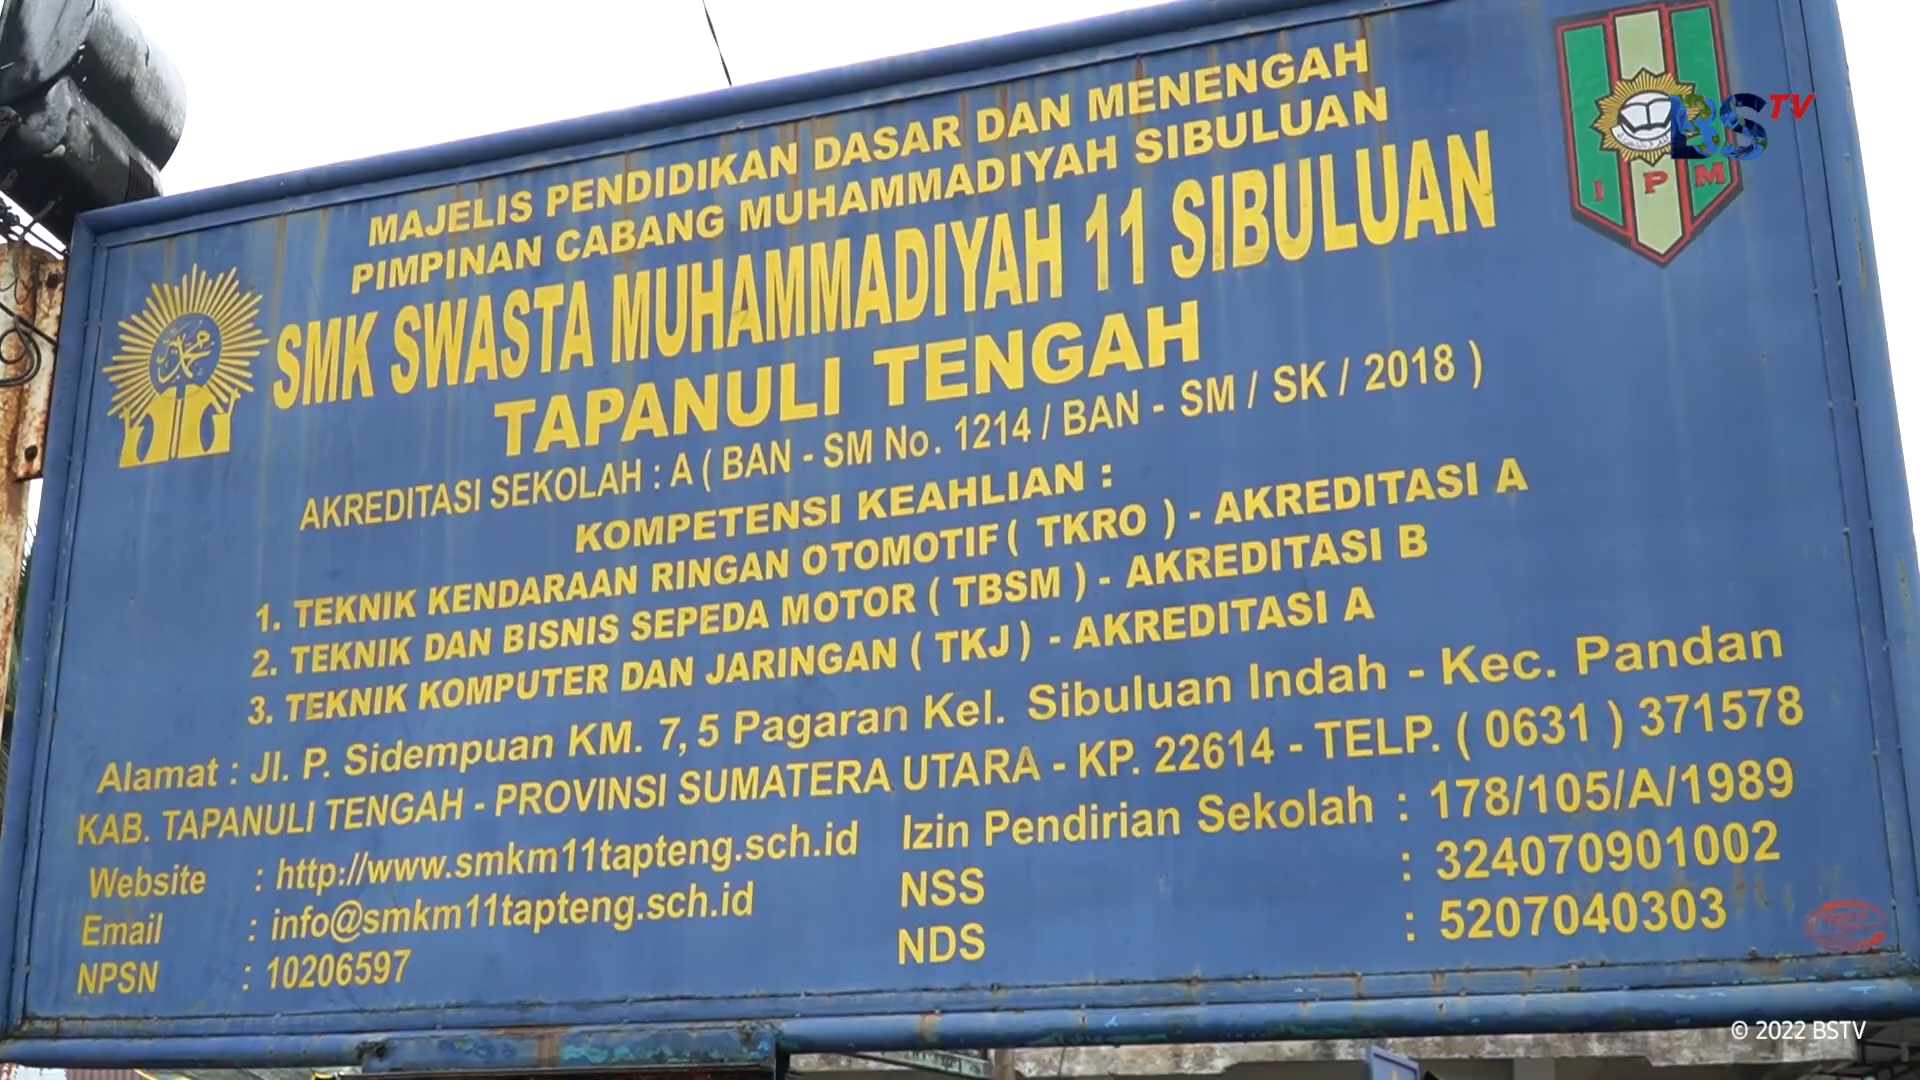 MAJELIS PENDIDIKAN DASAR DAN MENENGAH
PIMPINAN CABANG MUHAMMADIYAH SIBULUAN
SMK SWASTA MUHAMMADIYAH 11 SIBULUAN
TAPANULI TENGAH
AKREDITASI SEKOLAH : A ( BAN - SM No. 1214 / BAN - SM / SK / 2018 )
KOMPETENSI KEAHLIAN :
1. TEKNIK KENDARAAN RINGAN OTOMOTIF ( TKRO ) - AKREDITASI A
2. TEKNIK DAN BISNIS SEPEDA MOTOR ( TBSM ) - AKREDITASI B
3. TEKNIK KOMPUTER DAN JARINGAN ( TKJ ) - AKREDITASI A
Alamat : Jl. P. Sidempuan KM. 7, 5 Pagaran Kel. Sibuluan Indah - Kec. Pandan
KAB. TAPANULI TENGAH - PROVINSI SUMATERA UTARA - KP. 22614 - TELP. ( 0631 ) 371578
Website : http://www.smkm11tapteng.sch.id
Email : info@smkm11tapteng.sch.id
NPSN : 10206597
Izin Pendirian Sekolah : 178/105/A/1989
NSS : 324070901002
NDS : 5207040303
IPM
BSTV
© 2022 BSTV